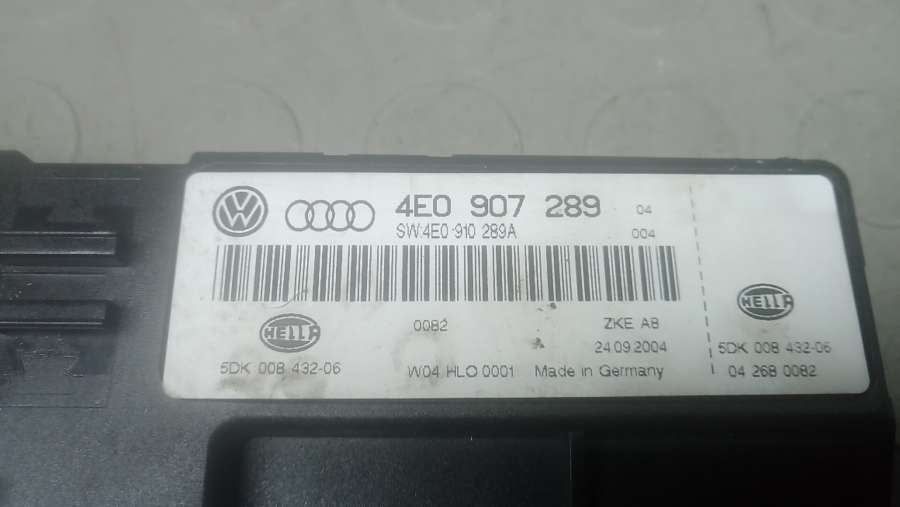 4E0 907 289 04
SW:4E0 910 289A 004
HELLA 0082 ZKE A8 HELLA
24.09.2004
5DK 008 432-06 5DK 008 432-06
W04 HLO 0001 Made in Germany 04 268 0082